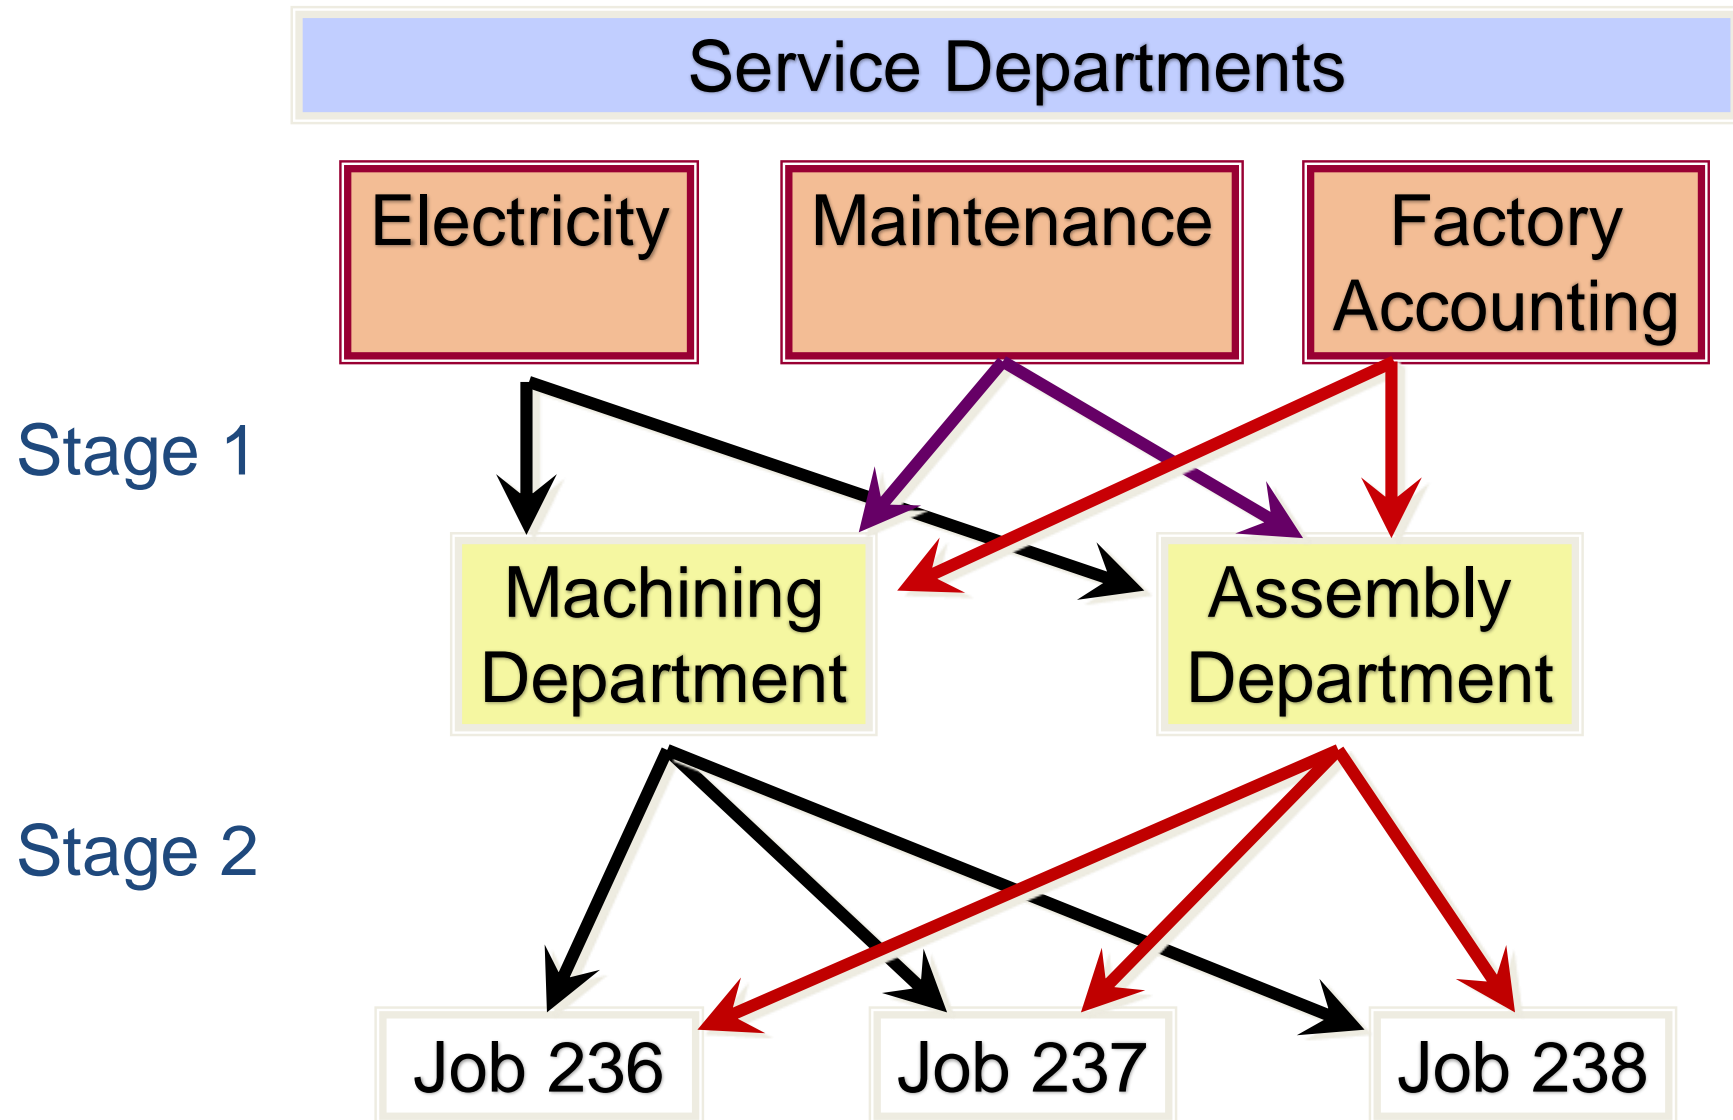 Service Departments
Electricity
Maintenance
Factory
Accounting
Stage 1
Machining
Department
Assembly
Department
Stage 2
Job 236
Job 237
Job 238